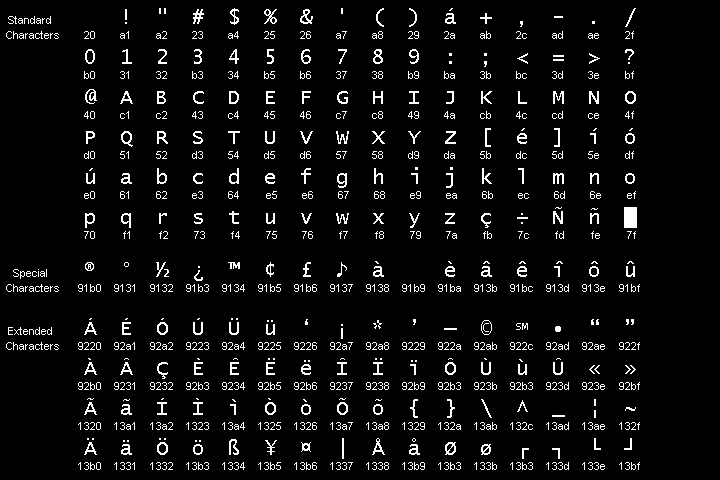 Standard ! " # $ % & ' ( ) á + , - . /
Characters 20 a1 a2 23 a4 25 26 a7 a8 29 2a ab 2c ad ae 2f
0 1 2 3 4 5 6 7 8 9 : ; < = > ?
b0 31 32 b3 34 b5 b6 37 38 b9 ba 3b bc 3d 3e bf
@ A B C D E F G H I J K L M N O
40 c1 c2 43 c4 45 46 c7 c8 49 4a cb 4c cd ce 4f
P Q R S T U V W X Y Z [ é ] í ó
d0 51 52 d3 54 d5 d6 57 58 d9 da 5b dc 5d 5e df
ú a b c d e f g h i j k l m n o
e0 61 62 e3 64 e5 e6 67 68 e9 ea 6b ec 6d 6e ef
p q r s t u v w x y z ç ÷ Ñ ñ █
70 f1 f2 73 f4 75 76 f7 f8 79 7a fb 7c fd fe 7f
Special ® ° ½ ¿ ™ ¢ £ ♪ à è â ê î ô û
Characters 91b0 9131 9132 91b3 9134 91b5 91b6 9137 9138 91b9 91ba 913b 91bc 913d 913e 91bf
Extended Á É Ó Ú Ü ü ‘ ¡ * ’ — © ℠ • “ ”
Characters 9220 92a1 92a2 9223 92a4 9225 9226 92a7 92a8 9229 922a 92ab 922c 92ad 92ae 922f
À Â Ç È Ê Ë ë Î Ï ï Ô Ù ù Û « »
92b0 9231 9232 92b3 9234 92b5 92b6 9237 9238 92b9 92b3 923b 92b3 923d 923e 92bf
Ã ã Í Ì ì Ò ò Õ õ { } \ ^ _ ¦ ~
1320 13a1 13a2 1323 13a4 1325 1326 13a7 13a8 1329 132a 13ab 132c 13ad 13ae 132f
Ä ä Ö ö ß ¥ ¤ | Å å Ø ø ┌ ┐ └ ┘
13b0 1331 1332 13b3 1334 13b5 13b6 1337 1338 13b9 13b3 133b 13b3 133d 133e 13bf